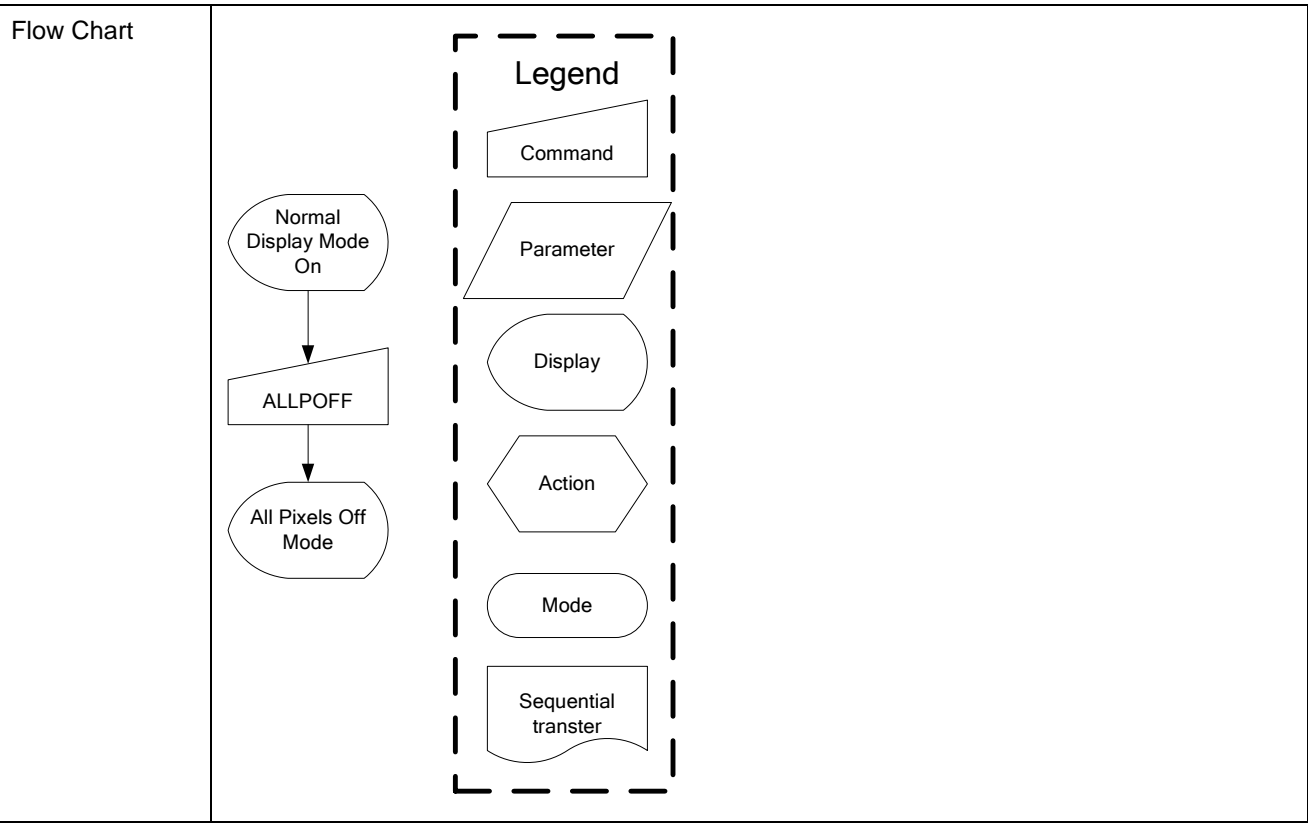 Flow Chart
Normal
Display Mode
On
ALLPOFF
All Pixels Off
Mode
Legend
Command
Parameter
Display
Action
Mode
Sequential
transter